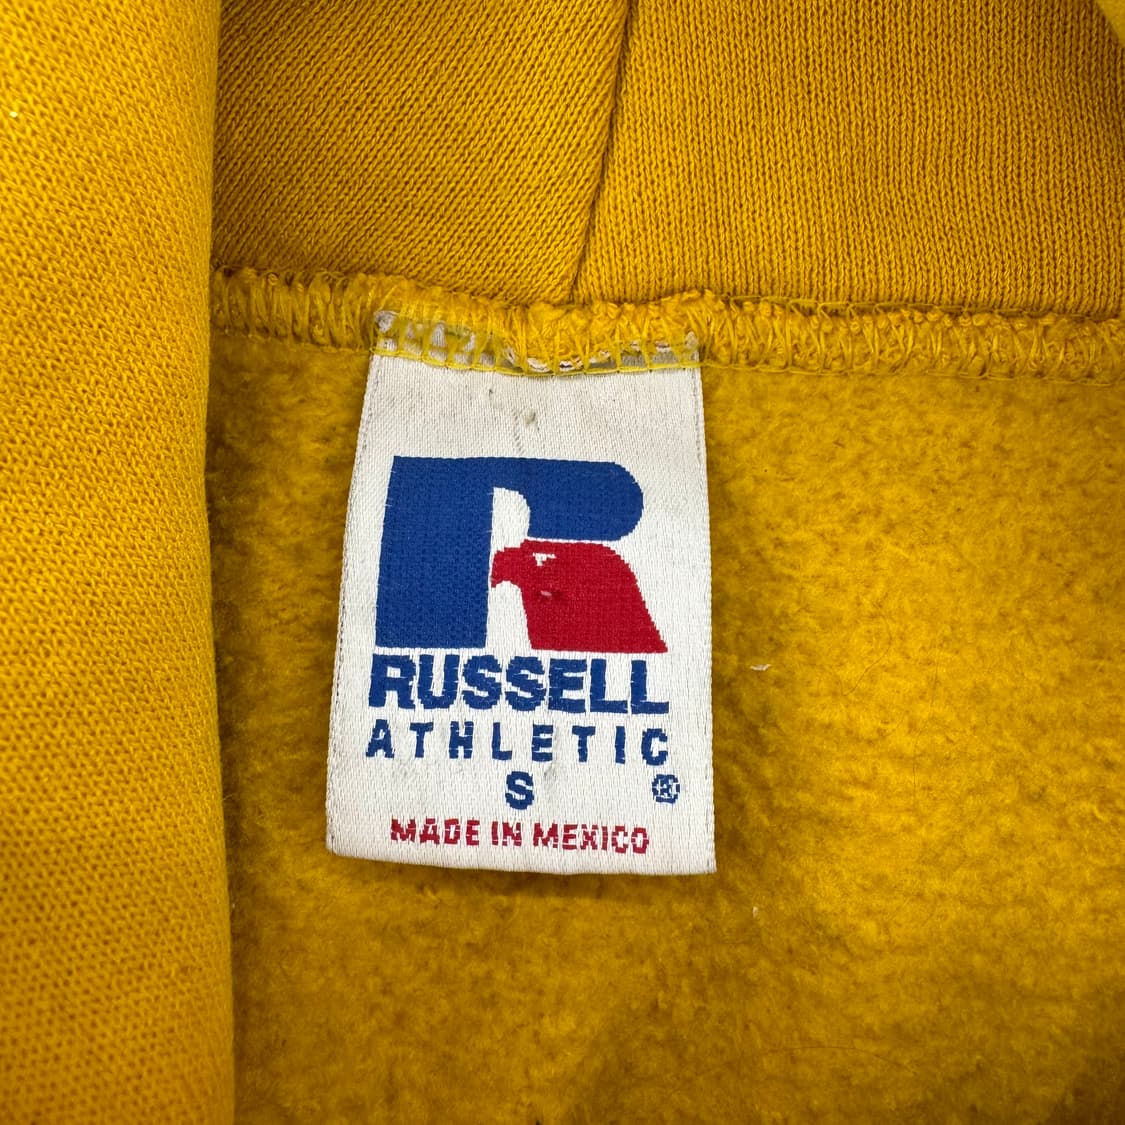 R
RUSSELL
ATHLETIC
S ®
MADE IN MEXICO